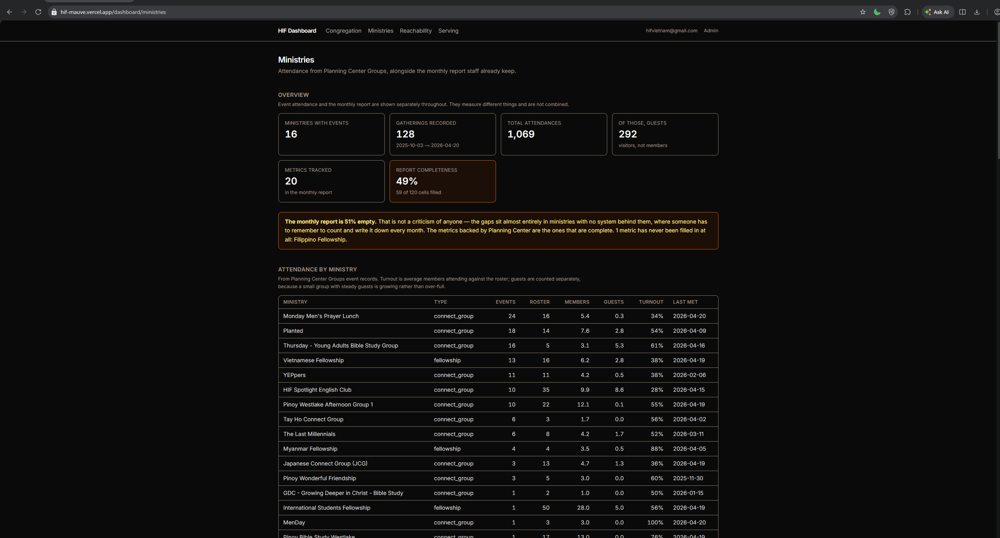 hif-mauve.vercel.app/dashboard/ministries
Ask AI
HIF Dashboard Congregation Ministries Reachability Serving hifvietnam@gmail.com Admin
Ministries
Attendance from Planning Center Groups, alongside the monthly report staff already keep.
OVERVIEW
Event attendance and the monthly report are shown separately throughout. They measure different things and are not combined.
MINISTRIES WITH EVENTS
16
GATHERINGS RECORDED
128
2025-10-03 → 2026-04-20
TOTAL ATTENDANCES
1,069
OF THOSE, GUESTS
292
visitors, not members
METRICS TRACKED
20
in the monthly report
REPORT COMPLETENESS
49%
59 of 120 cells filled
The monthly report is 51% empty. That is not a criticism of anyone — the gaps sit almost entirely in ministries with no system behind them, where someone has
to remember to count and write it down every month. The metrics backed by Planning Center are the ones that are complete. 1 metric has never been filled in at
all: Filippino Fellowship.
ATTENDANCE BY MINISTRY
From Planning Center Groups event records. Turnout is average members attending against the roster; guests are counted separately,
because a small group with steady guests is growing rather than over-full.
MINISTRY TYPE EVENTS ROSTER MEMBERS GUESTS TURNOUT LAST MET
Monday Men's Prayer Lunch connect_group 24 16 5.4 0.3 34% 2026-04-20
Planted connect_group 18 14 7.6 2.8 54% 2026-04-09
Thursday - Young Adults Bible Study Group connect_group 16 5 3.1 5.3 61% 2026-04-16
Vietnamese Fellowship fellowship 13 16 6.2 2.8 38% 2026-04-19
YEPpers connect_group 11 11 4.2 0.5 38% 2026-02-06
HIF Spotlight English Club connect_group 10 35 9.9 8.6 28% 2026-04-15
Pinoy Westlake Afternoon Group 1 connect_group 10 22 12.1 0.1 55% 2026-04-19
Tay Ho Connect Group connect_group 6 3 1.7 0.0 56% 2026-04-02
The Last Millennials connect_group 6 8 4.2 1.7 52% 2026-03-11
Myanmar Fellowship fellowship 4 4 3.5 0.5 88% 2026-04-05
Japanese Connect Group (JCG) connect_group 3 13 4.7 1.3 36% 2026-04-19
Pinoy Wonderful Friendship connect_group 3 5 3.0 0.0 60% 2025-11-30
GDC - Growing Deeper in Christ - Bible Study connect_group 1 2 1.0 0.0 50% 2026-01-15
International Students Fellowship fellowship 1 50 28.0 5.0 56% 2026-04-19
MenDay connect_group 1 3 3.0 0.0 100% 2026-04-20
Pinoy Bible Study Westlake connect_group 1 17 13.0 0.0 76% 2026-04-19